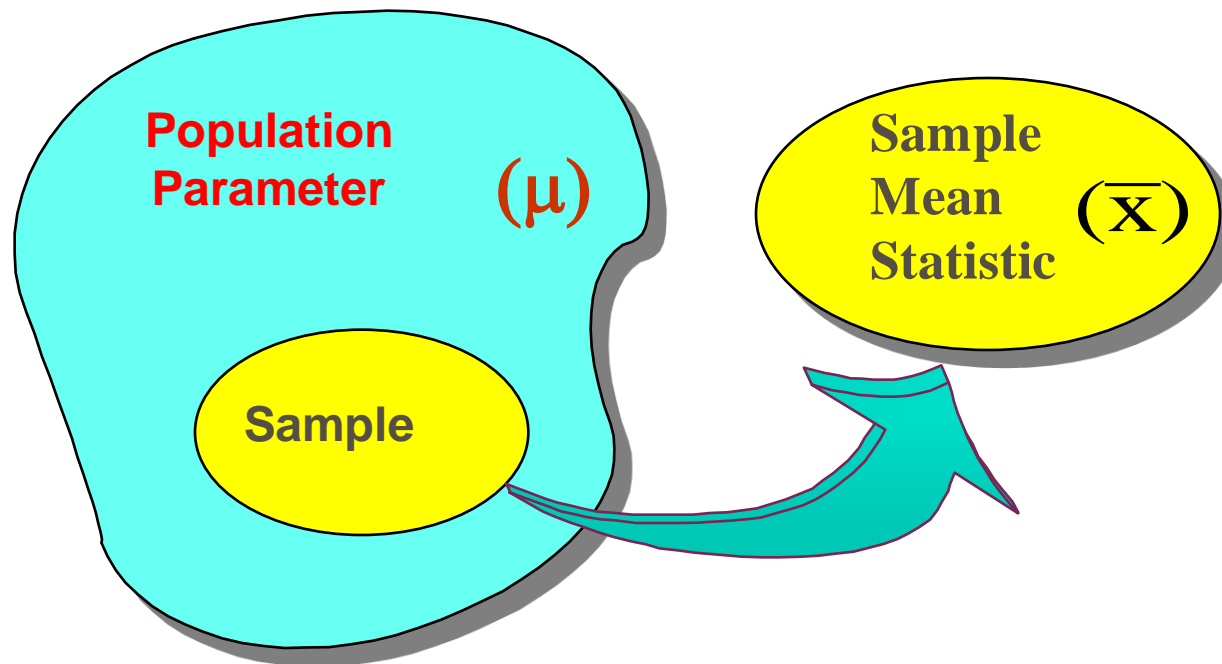 Population
Parameter (μ)
Sample
Sample
Mean (x̅)
Statistic